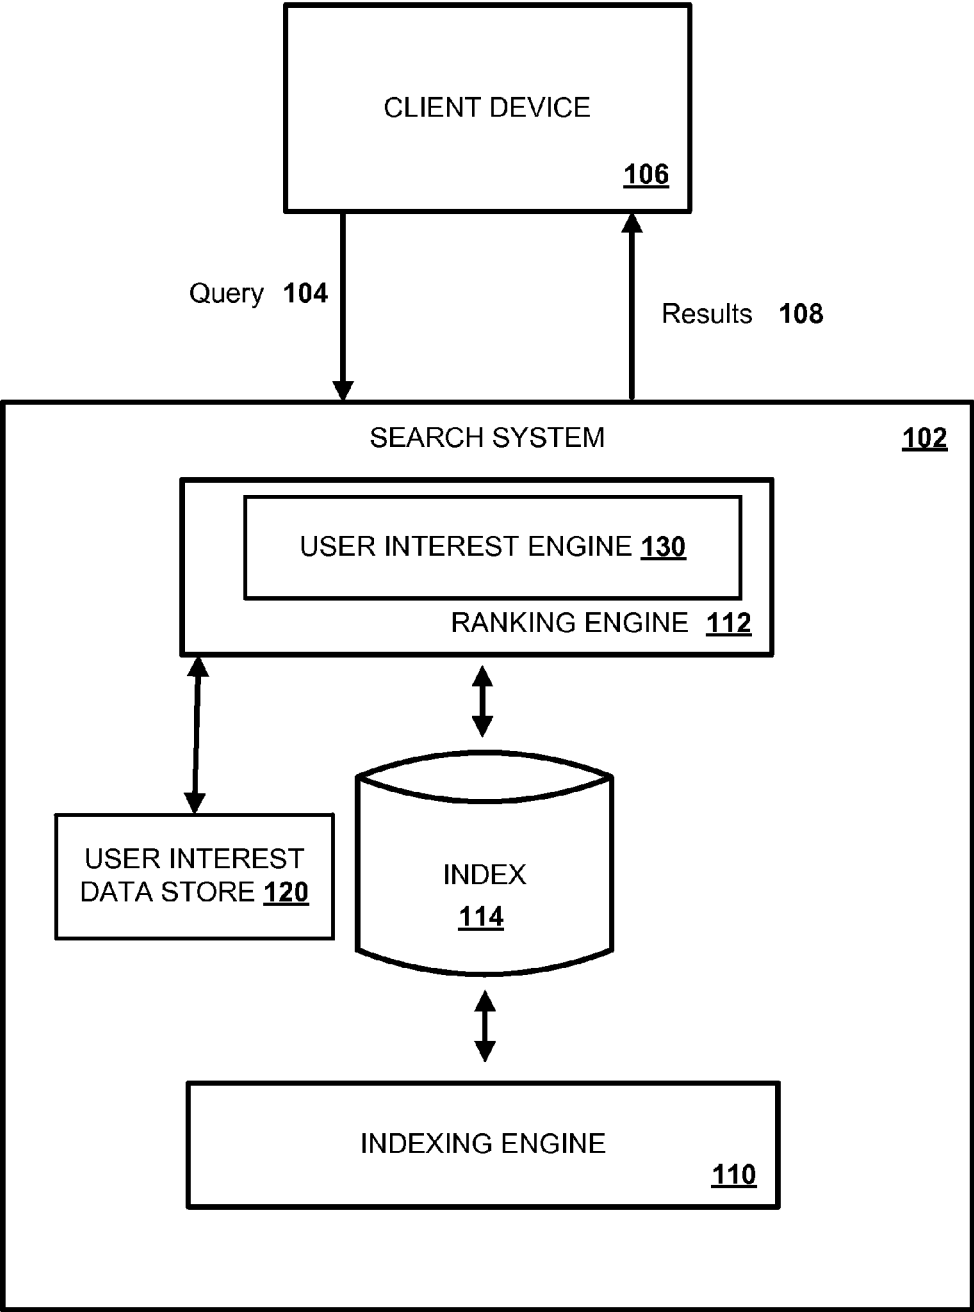 CLIENT DEVICE
106
Query 104
Results 108
SEARCH SYSTEM 102
USER INTEREST ENGINE 130
RANKING ENGINE 112
USER INTEREST
DATA STORE 120
INDEX
114
INDEXING ENGINE
110